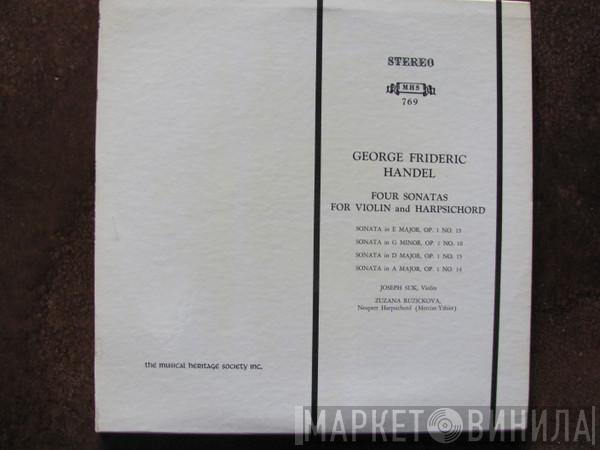 STEREO
MHS
769
GEORGE FRIDERIC
HANDEL
FOUR SONATAS
FOR VIOLIN and HARPSICHORD
SONATA in E MAJOR, OP. 1 NO. 15
SONATA in G MINOR, OP. 1 NO. 10
SONATA in D MAJOR, OP. 1 NO. 13
SONATA in A MAJOR, OP. 1 NO. 14
JOSEPH SUK, Violin
ZUZANA RUZICKOVA,
Neupert Harpsichord (Mercier-Ythier)
the musical heritage society inc.
МАРКЕТ ВИНИЛА